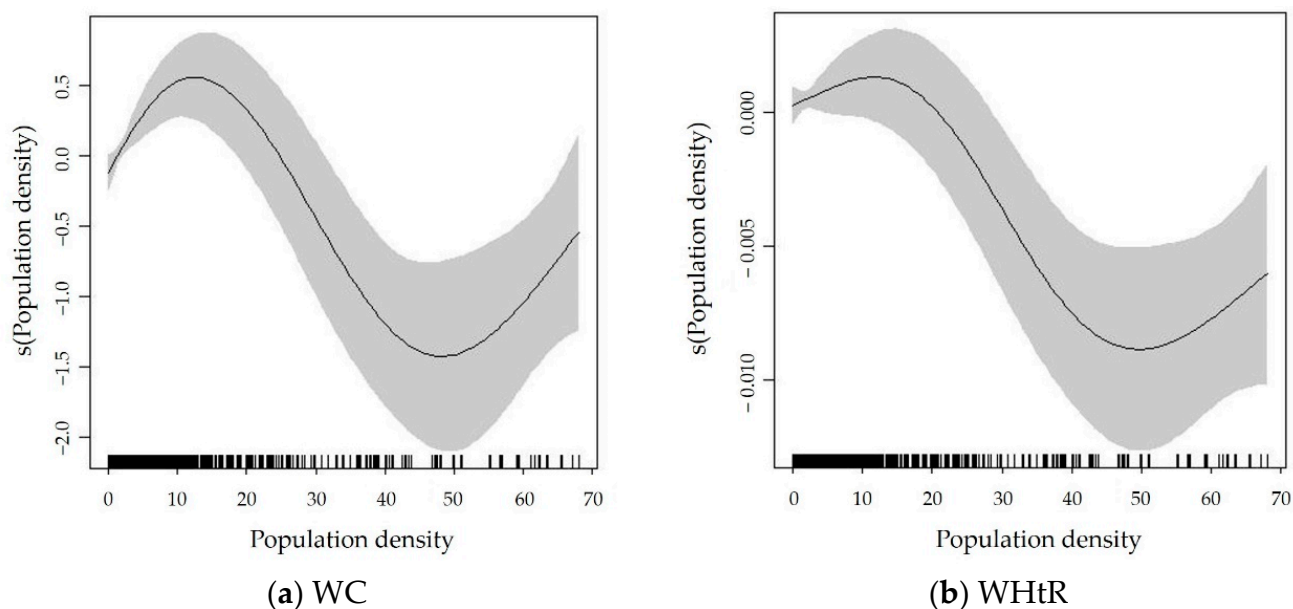 s(Population density)
0.5
0.0
−0.5
−1.0
−1.5
−2.0
0 10 20 30 40 50 60 70
Population density
(a) WC
s(Population density)
0.000
− 0.005
− 0.010
0 10 20 30 40 50 60 70
Population density
(b) WHtR